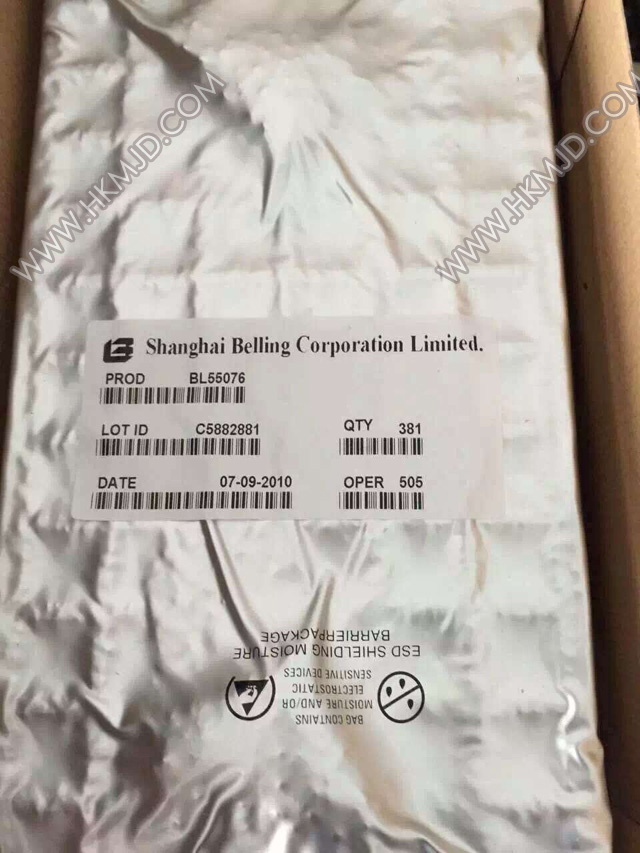 WWW.HKMJD.COM
WWW.HKMJD.COM
Shanghai Belling Corporation Limited.
PROD BL55076
LOT ID C5882881 QTY 381
DATE 07-09-2010 OPER 505
BAG CONTAINS
MOISTURE AND/OR
ELECTROSTATIC
SENSITIVE DEVICES
ESD SHIELDING MOISTURE
BARRIERPACKAGE